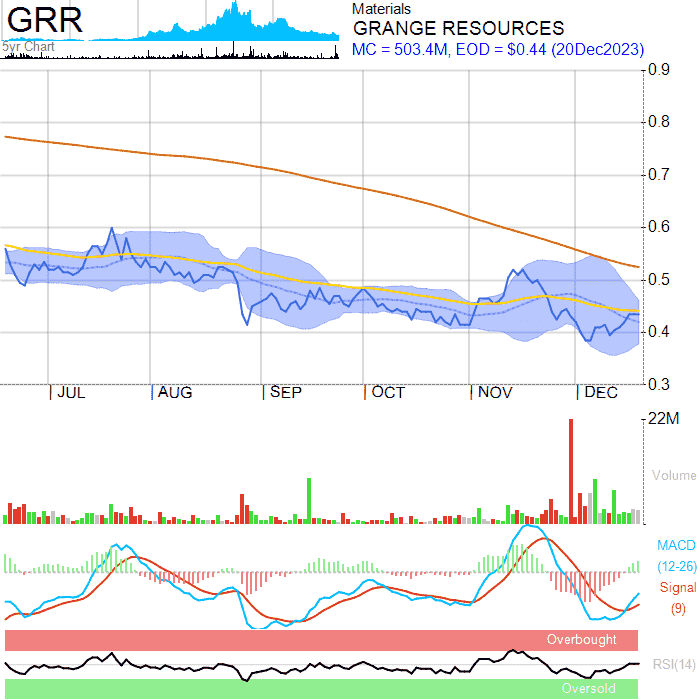 GRR
5yr Chart
Materials
GRANGE RESOURCES
MC = 503.4M, EOD = $0.44 (20Dec2023)
0.9
0.8
0.7
0.6
0.5
0.4
0.3
JUL AUG SEP OCT NOV DEC
22M
Volume
MACD
(12-26)
Signal
(9)
Overbought
RSI(14)
Oversold